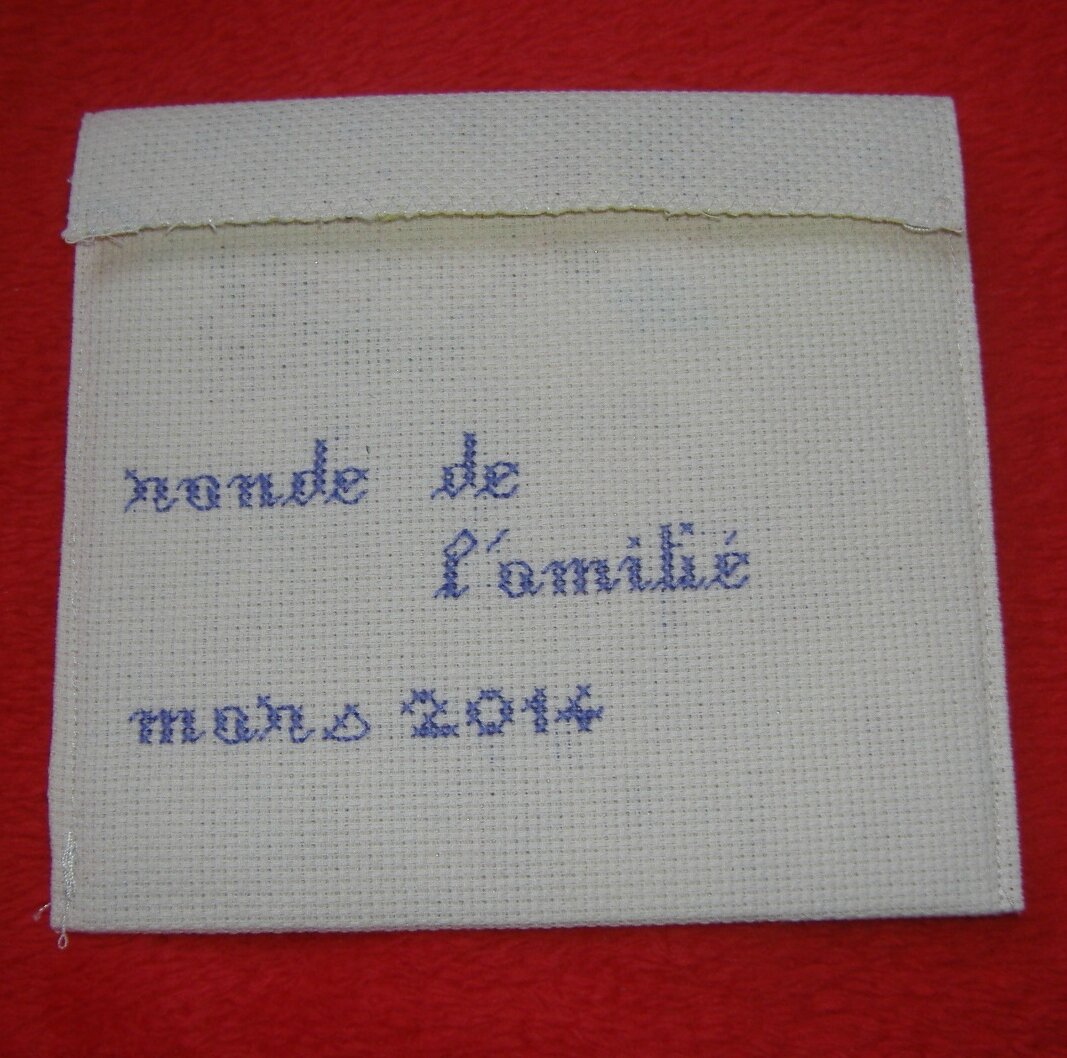 ronde de
l'amitié
mars 2014